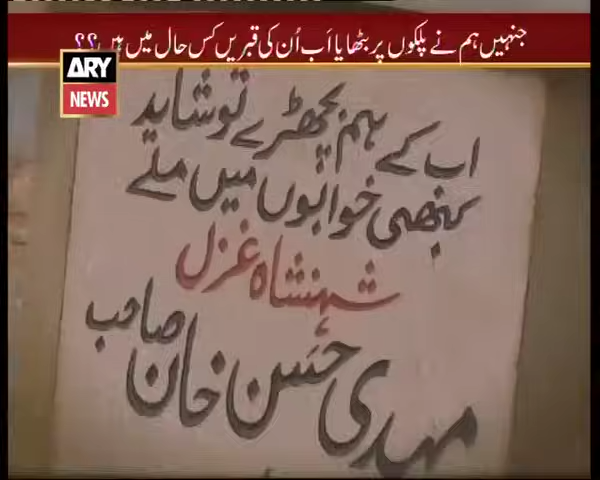 جنہیں ہم نے پلکوں پر بٹھایا اَب اُن کی قبریں کس حال میں ہیں؟؟
ARY
NEWS
اب کے ہم بچھڑے تو شاید
کبھی خوابوں میں ملے
شہنشاہ غزل
مہدی حسن خان صاحب